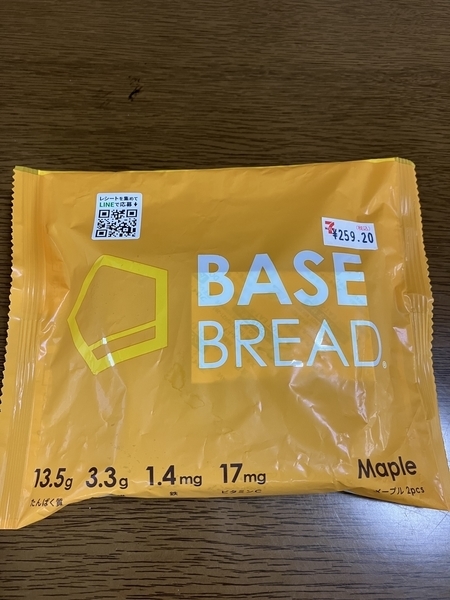 レシートを集めて
LINEで応募
(税込)
¥259.20
BASE
BREAD®
13.5g 3.3g 1.4mg 17mg
たんぱく質 鉄 ビタミンC
Maple
メープル 2pcs